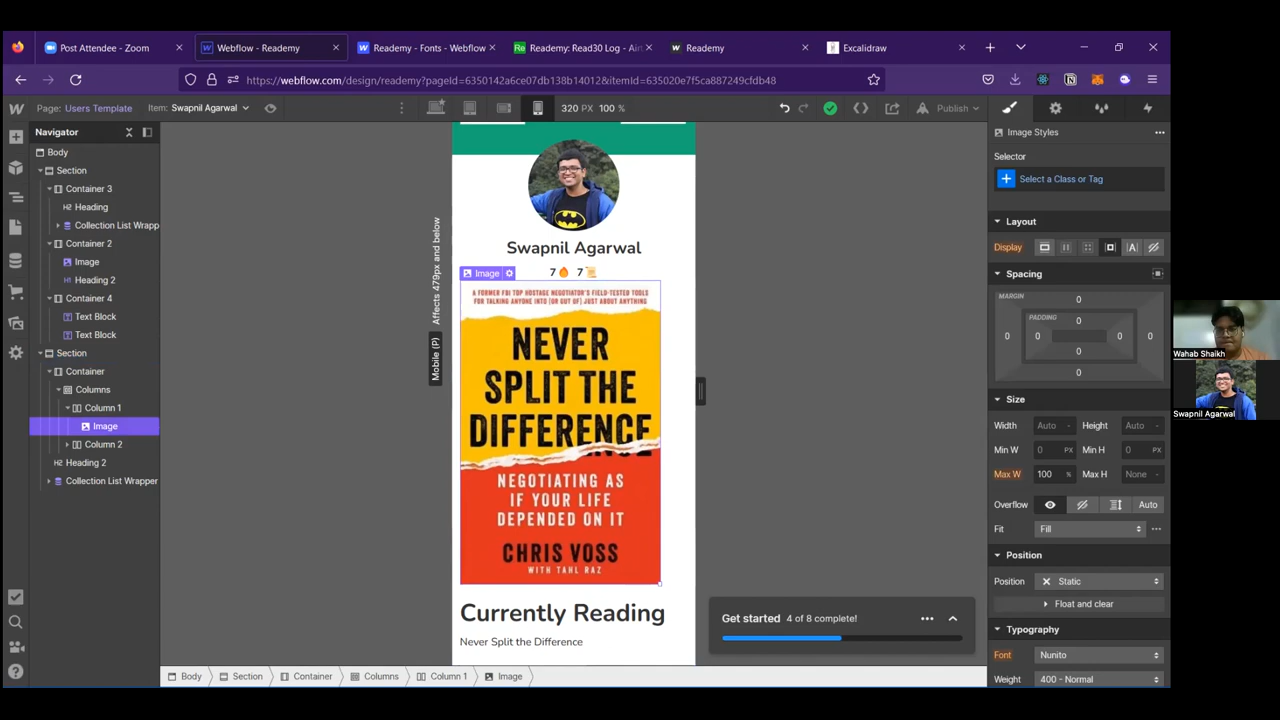 Post Attendee - Zoom
Webflow - Reademy
Reademy - Fonts - Webflow
Reademy: Read30 Log - Air
Reademy
Excalidraw
https://webflow.com/design/reademy?pageId=6350142a6ce07db138b14012&itemId=635020e7f5ca887249cfdb48
Page: Users Template
Item: Swapnil Agarwal
320 PX 100 %
Publish
Navigator
Body
Section
Container 3
Heading
Collection List Wrapp
Container 2
Image
Heading 2
Container 4
Text Block
Text Block
Section
Container
Columns
Column 1
Image
Column 2
Heading 2
Collection List Wrapper
Affects 479px and below
Mobile (P)
Swapnil Agarwal
7 🔥 7 📜
Image
A FORMER FBI TOP HOSTAGE NEGOTIATOR'S FIELD-TESTED TOOLS
FOR TALKING ANYONE INTO (OR OUT OF) JUST ABOUT ANYTHING
NEVER
SPLIT THE
DIFFERENCE
NEGOTIATING AS
IF YOUR LIFE
DEPENDED ON IT
CHRIS VOSS
WITH TAHL RAZ
Currently Reading
Never Split the Difference
Get started 4 of 8 complete!
Body
Section
Container
Columns
Column 1
Image
Image Styles
Selector
Select a Class or Tag
Layout
Display
Spacing
MARGIN
0
PADDING
0
0 0 0 0
0
0
Size
Width Auto - Height Auto -
Min W 0 PX Min H 0 PX
Max W 100 % Max H None -
Overflow Auto
Fit Fill
Position
Position Static
Float and clear
Typography
Font Nunito
Weight 400 - Normal
Wahab Shaikh
Swapnil Agarwal